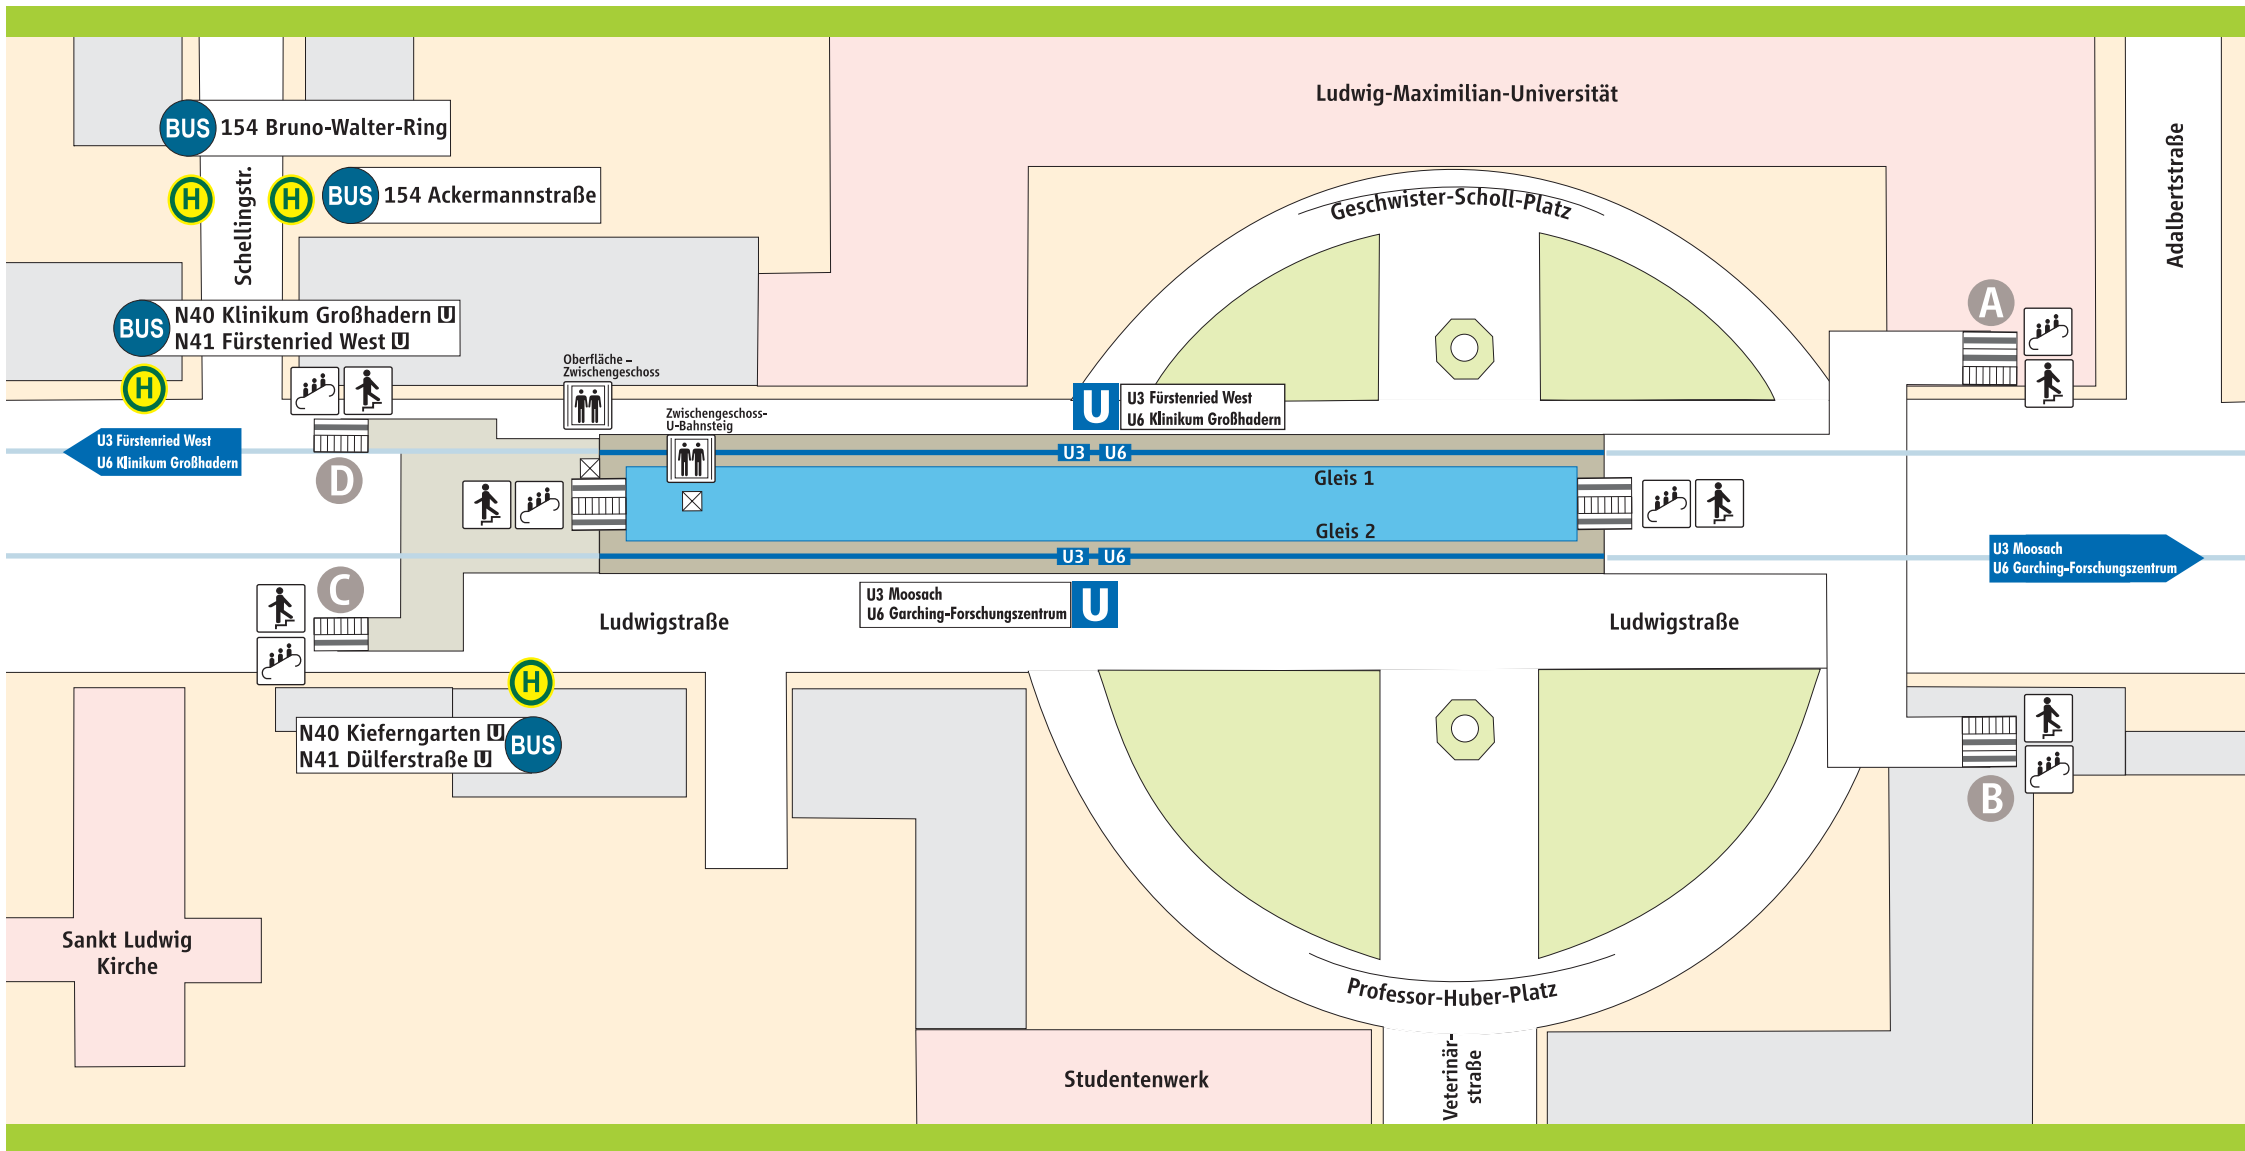 Ludwig-Maximilian-Universität
BUS 154 Bruno-Walter-Ring
H
H
BUS 154 Ackermannstraße
Schellingstr.
Geschwister-Scholl-Platz
Adalbertstraße
BUS
N40 Klinikum Großhadern U
N41 Fürstenried West U
H
A
Oberfläche –
Zwischengeschoss
Zwischengeschoss-
U-Bahnsteig
U
U3 Fürstenried West
U6 Klinikum Großhadern
U3 Fürstenried West
U6 Klinikum Großhadern
D
U3 U6
Gleis 1
Gleis 2
U3 U6
U3 Moosach
U6 Garching-Forschungszentrum
C
U3 Moosach
U6 Garching-Forschungszentrum
U
Ludwigstraße
Ludwigstraße
H
N40 Kieferngarten U
N41 Dülferstraße U
BUS
B
Sankt Ludwig
Kirche
Professor-Huber-Platz
Veterinär-
straße
Studentenwerk